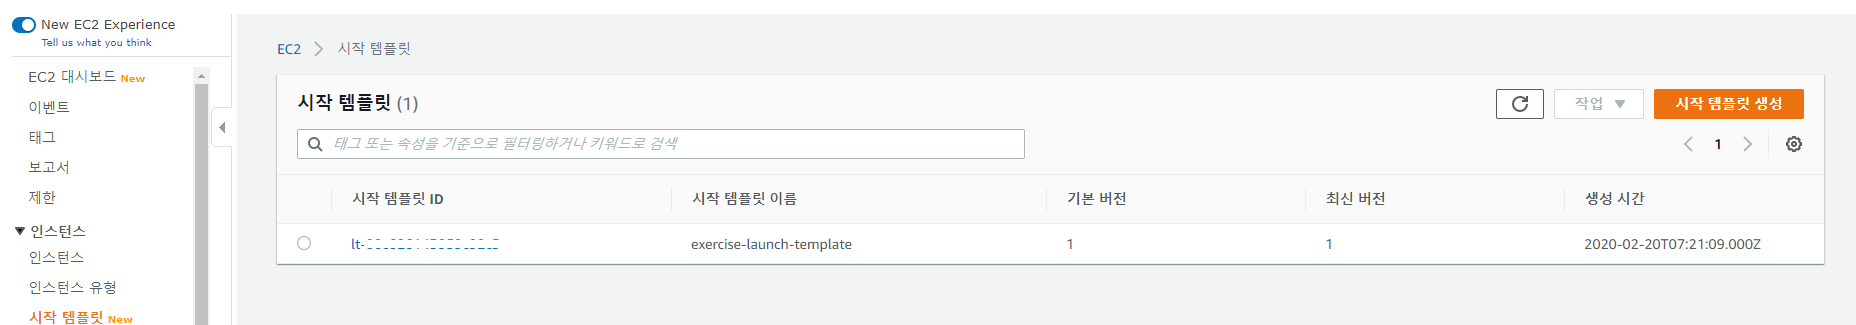 New EC2 Experience
Tell us what you think
EC2 대시보드 New
이벤트
태그
보고서
제한
인스턴스
인스턴스
인스턴스 유형
시작 템플릿 New
EC2 > 시작 템플릿
시작 템플릿 (1)
작업
시작 템플릿 생성
태그 또는 속성을 기준으로 필터링하거나 키워드로 검색
1
시작 템플릿 ID 시작 템플릿 이름 기본 버전 최신 버전 생성 시간
lt- exercise-launch-template 1 1 2020-02-20T07:21:09.000Z